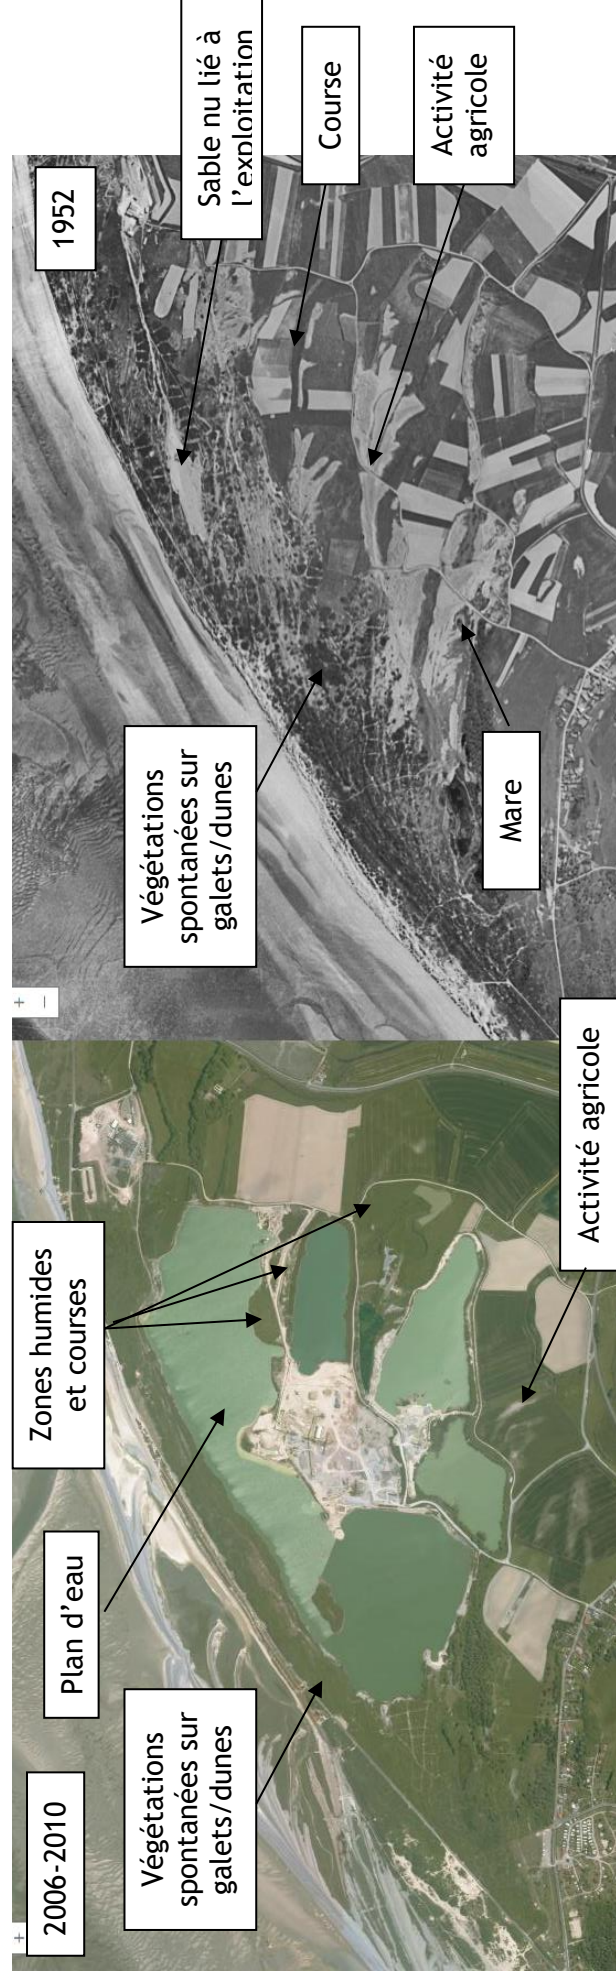 2006-2010
Végétations
spontanées sur
galets/dunes
Plan d'eau
Zones humides
et courses
Activité agricole
1952
Végétations
spontanées sur
galets/dunes
Mare
Sable nu lié à
l'exploitation
Course
Activité
agricole